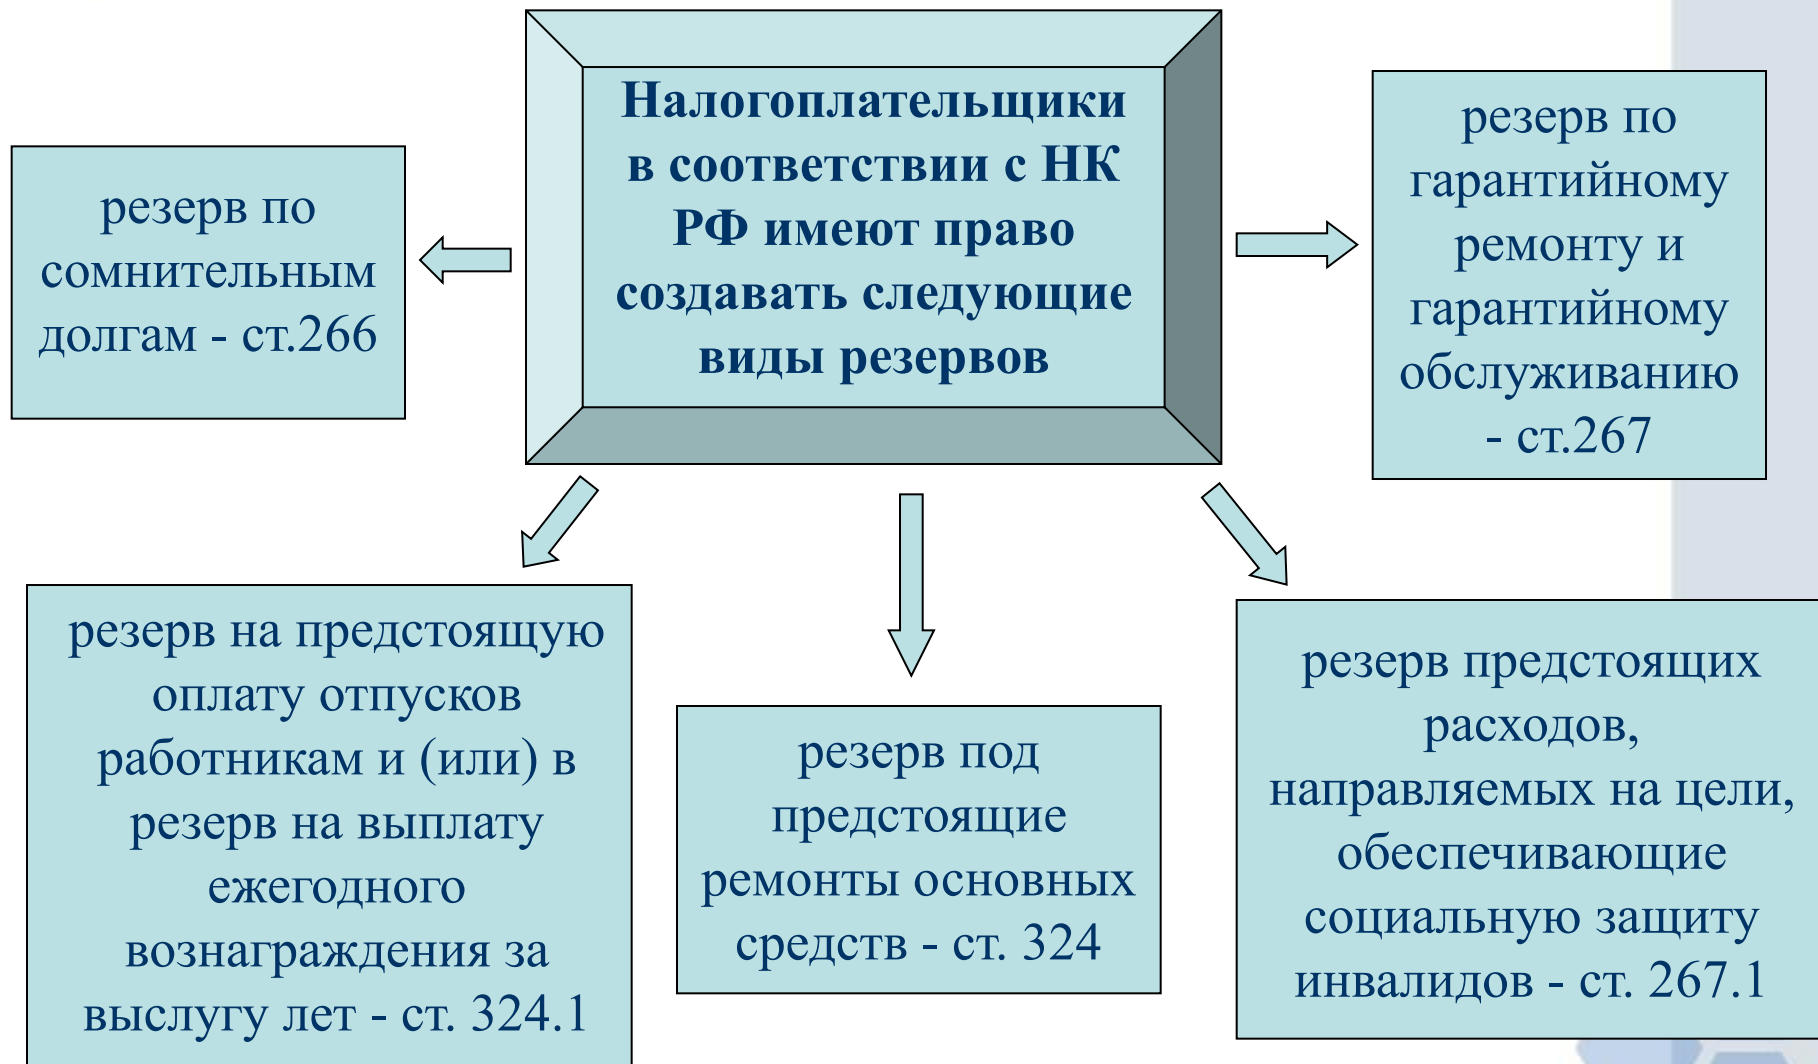 Налогоплательщики
в соответствии с НК
РФ имеют право
создавать следующие
виды резервов
резерв по
сомнительным
долгам - ст.266
резерв по
гарантийному
ремонту и
гарантийному
обслуживанию
- ст.267
резерв на предстоящую
оплату отпусков
работникам и (или) в
резерв на выплату
ежегодного
вознаграждения за
выслугу лет - ст. 324.1
резерв под
предстоящие
ремонты основных
средств - ст. 324
резерв предстоящих
расходов,
направляемых на цели,
обеспечивающие
социальную защиту
инвалидов - ст. 267.1